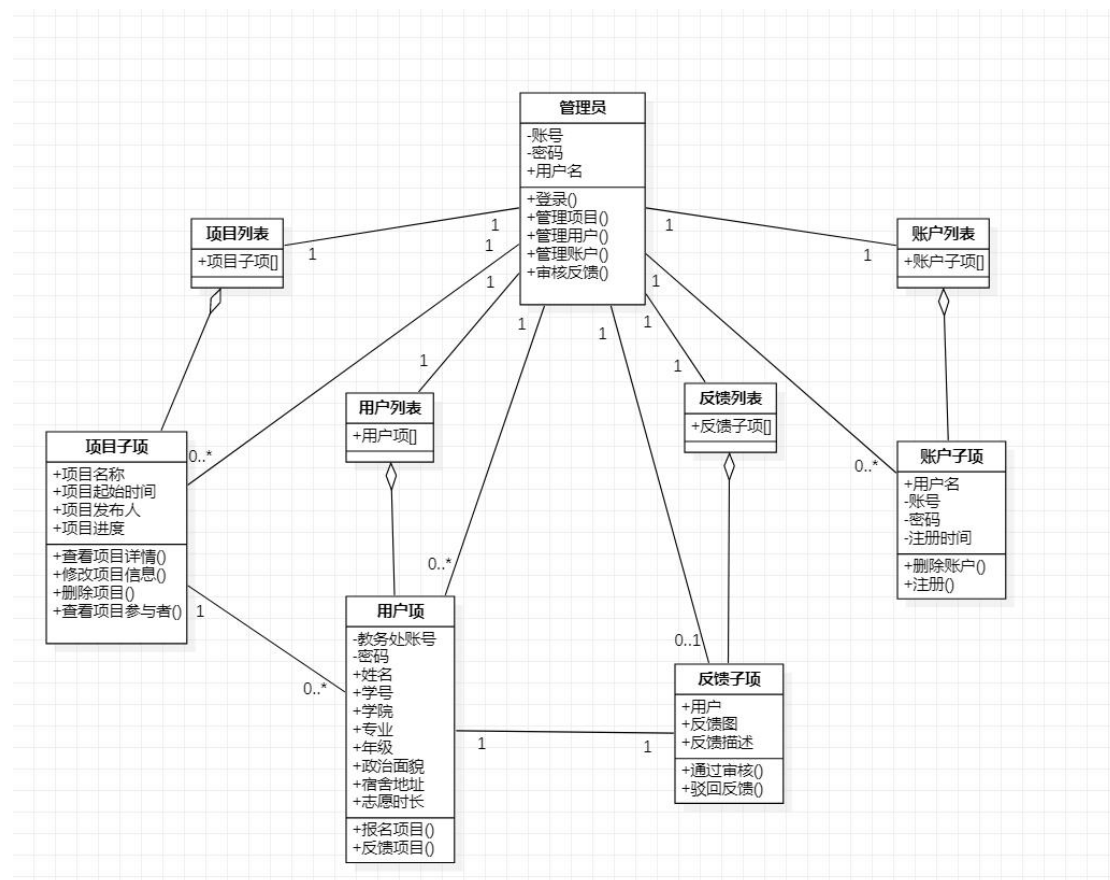 管理员
-账号
-密码
+用户名
+登录()
+管理项目()
+管理用户()
+管理账户()
+审核反馈()
项目列表
+项目子项[]
账户列表
+账户子项[]
1
1
1
1
1
1
1
1
1
1
1
1
用户列表
+用户项[]
反馈列表
+反馈子项[]
项目子项
+项目名称
+项目起始时间
+项目发布人
+项目进度
+查看项目详情()
+修改项目信息()
+删除项目()
+查看项目参与者()
0..*
0..*
账户子项
+用户名
-账号
-密码
-注册时间
+删除账户()
+注册()
0..*
1
0..*
用户项
-教务处账号
-密码
+姓名
+学号
+学院
+专业
+年级
+政治面貌
+宿舍地址
+志愿时长
+报名项目()
+反馈项目()
0..1
反馈子项
+用户
+反馈图
+反馈描述
+通过审核()
+驳回反馈()
1
1